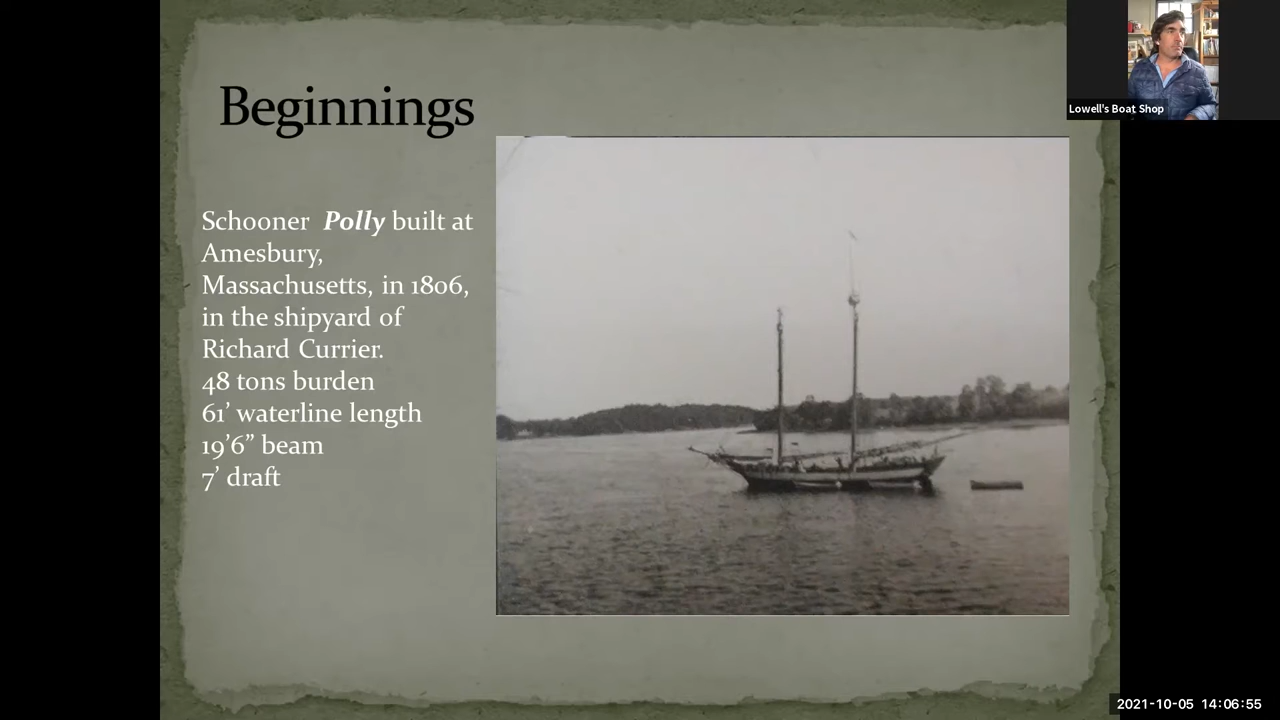 Lowell's Boat Shop
Beginnings
Schooner Polly built at
Amesbury,
Massachusetts, in 1806,
in the shipyard of
Richard Currier.
48 tons burden
61’ waterline length
19’6” beam
7’ draft
2021-10-05 14:06:55